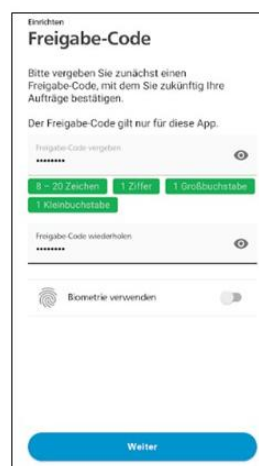 Einrichten
Freigabe-Code
Bitte vergeben Sie zunächst einen
Freigabe-Code, mit dem Sie zukünftig Ihre
Aufträge bestätigen.
Der Freigabe-Code gilt nur für diese App.
Freigabe-Code vergeben
••••••••
8 – 20 Zeichen 1 Ziffer 1 Großbuchstabe
1 Kleinbuchstabe
Freigabe-Code wiederholen
••••••••
Biometrie verwenden
Weiter